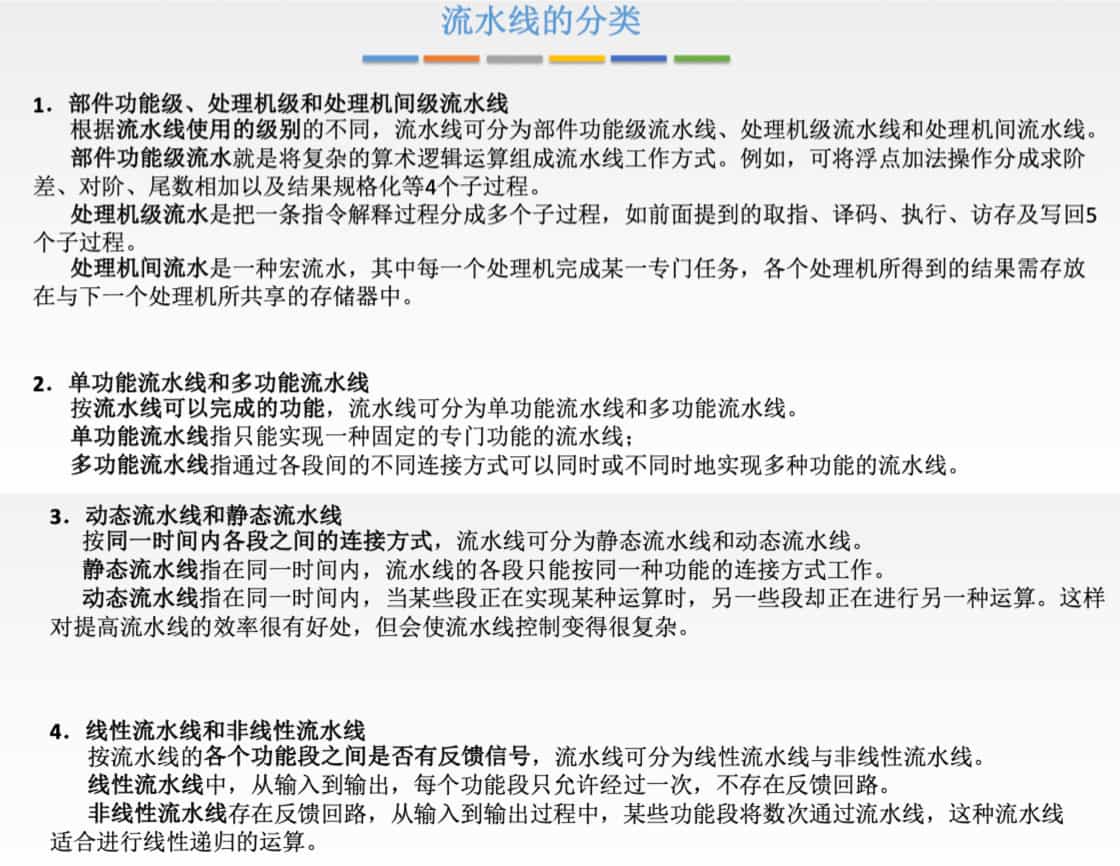 流水线的分类
1. 部件功能级、处理机级和处理机间级流水线
根据流水线使用的级别的不同，流水线可分为部件功能级流水线、处理机级流水线和处理机间流水线。
部件功能级流水就是将复杂的算术逻辑运算组成流水线工作方式。例如，可将浮点加法操作分成求阶
差、对阶、尾数相加以及结果规格化等4个子过程。
处理机级流水是把一条指令解释过程分成多个子过程，如前面提到的取指、译码、执行、访存及写回5
个子过程。
处理机间流水是一种宏流水，其中每一个处理机完成某一专门任务，各个处理机所得到的结果需存放
在与下一个处理机所共享的存储器中。
2. 单功能流水线和多功能流水线
按流水线可以完成的功能，流水线可分为单功能流水线和多功能流水线。
单功能流水线指只能实现一种固定的专门功能的流水线；
多功能流水线指通过各段间的不同连接方式可以同时或不同时地实现多种功能的流水线。
3. 动态流水线和静态流水线
按同一时间内各段之间的连接方式，流水线可分为静态流水线和动态流水线。
静态流水线指在同一时间内，流水线的各段只能按同一种功能的连接方式工作。
动态流水线指在同一时间内，当某些段正在实现某种运算时，另一些段却正在进行另一种运算。这样
对提高流水线的效率很有好处，但会使流水线控制变得很复杂。
4. 线性流水线和非线性流水线
按流水线的各个功能段之间是否有反馈信号，流水线可分为线性流水线与非线性流水线。
线性流水线中，从输入到输出，每个功能段只允许经过一次，不存在反馈回路。
非线性流水线存在反馈回路，从输入到输出过程中，某些功能段将数次通过流水线，这种流水线
适合进行线性递归的运算。